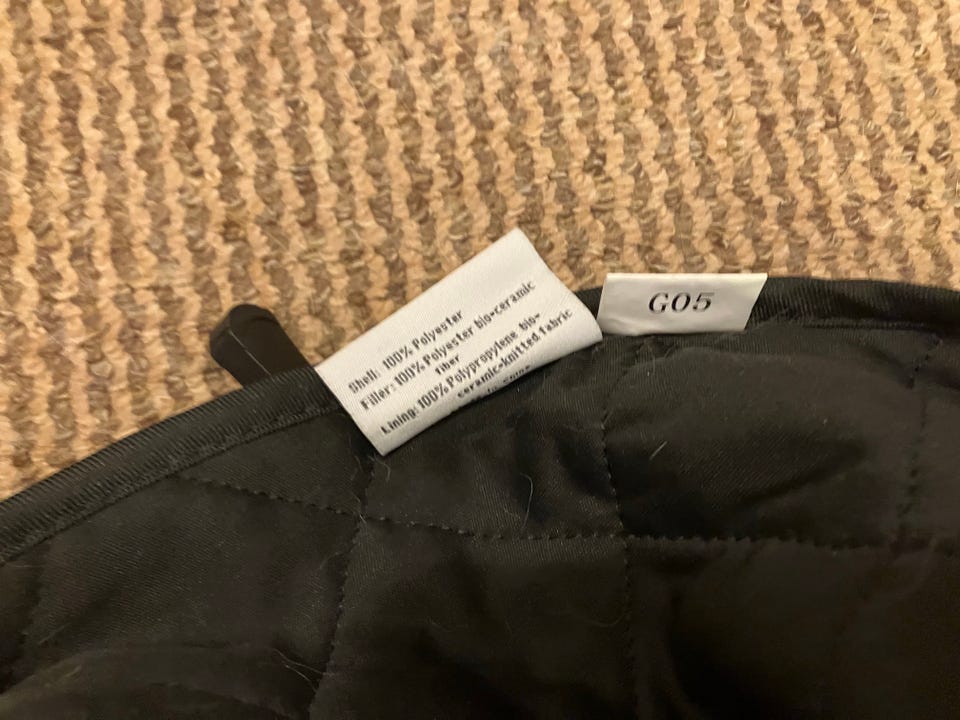 Shell: 100% Polyester
Filler: 100% Polyester bio-ceramic
fiber
Lining: 100% Polypropylene bio-
ceramic-knitted fabric
G05